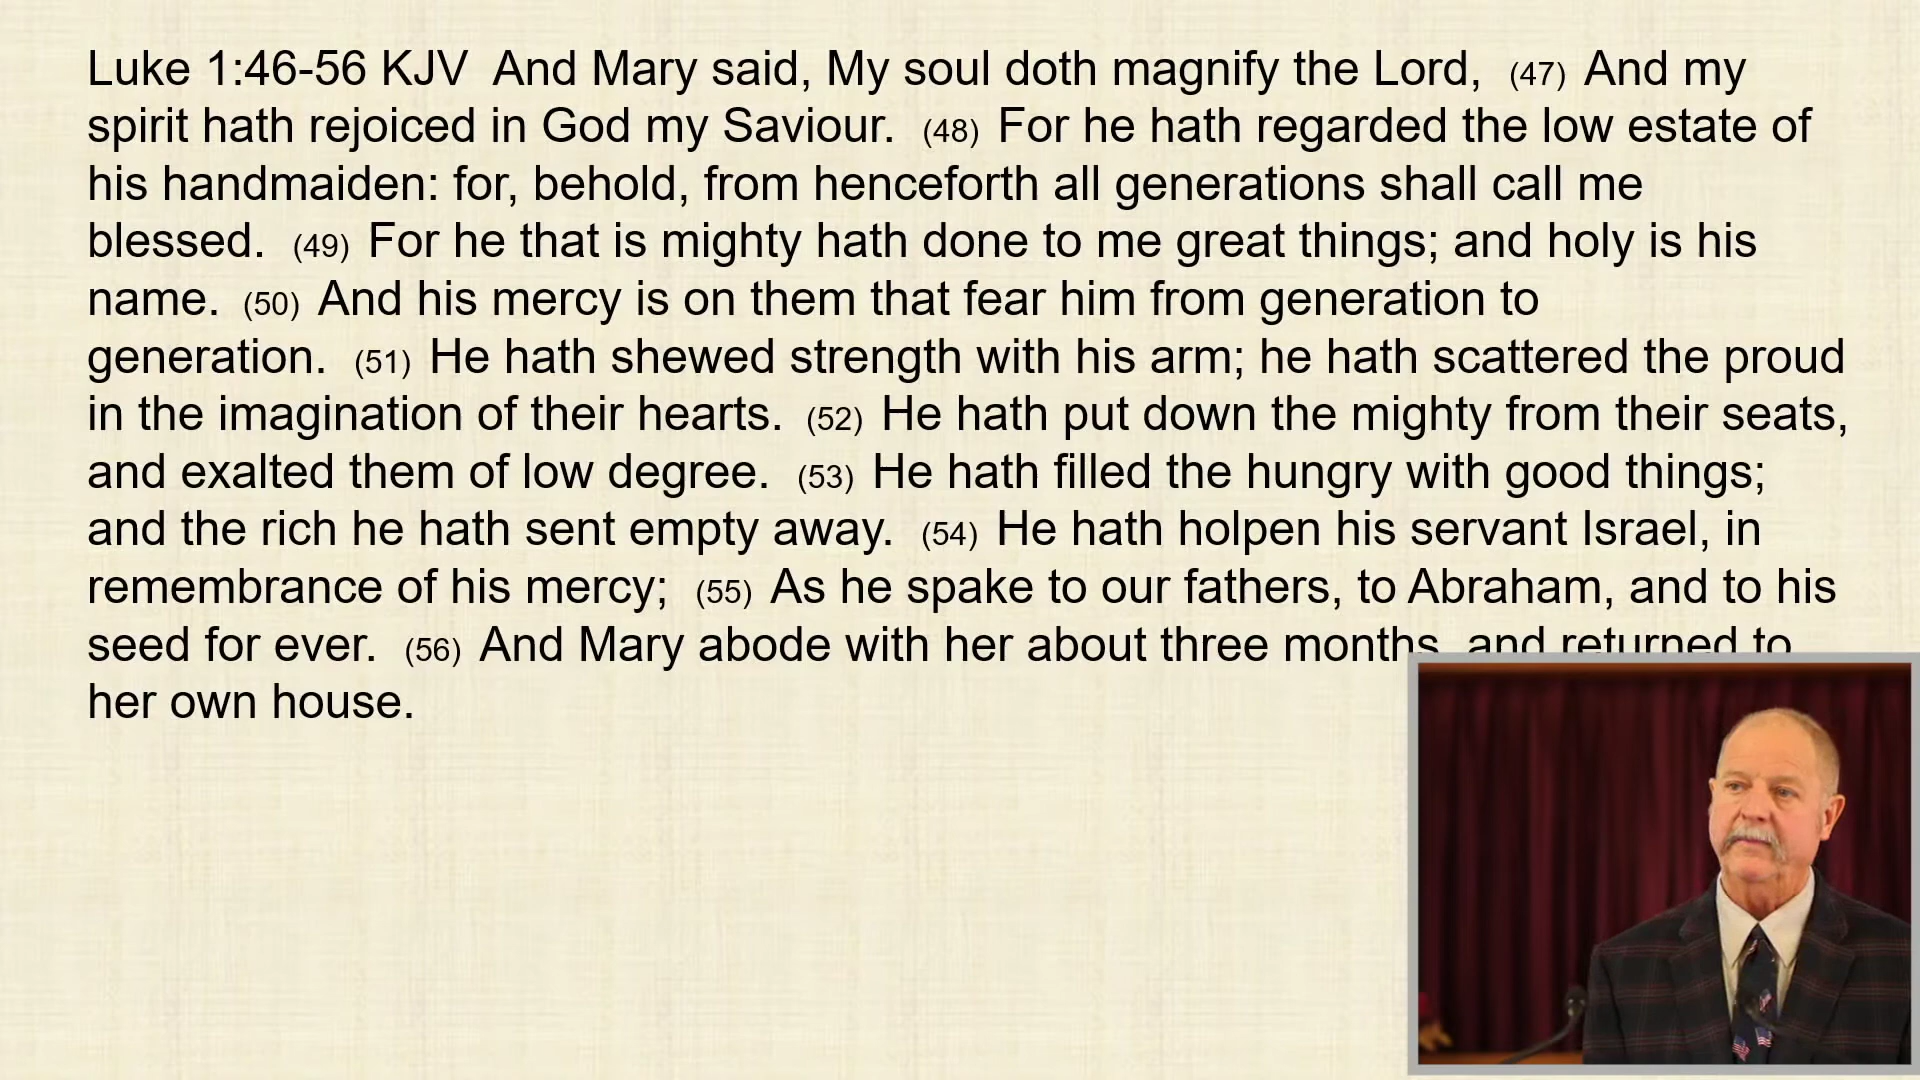 Luke 1:46-56 KJV  And Mary said, My soul doth magnify the Lord,  (47)  And my
spirit hath rejoiced in God my Saviour.  (48)  For he hath regarded the low estate of
his handmaiden: for, behold, from henceforth all generations shall call me
blessed.  (49)  For he that is mighty hath done to me great things; and holy is his
name.  (50)  And his mercy is on them that fear him from generation to
generation.  (51)  He hath shewed strength with his arm; he hath scattered the proud
in the imagination of their hearts.  (52)  He hath put down the mighty from their seats,
and exalted them of low degree.  (53)  He hath filled the hungry with good things;
and the rich he hath sent empty away.  (54)  He hath holpen his servant Israel, in
remembrance of his mercy;  (55)  As he spake to our fathers, to Abraham, and to his
seed for ever.  (56)  And Mary abode with her about three months, and returned to
her own house.